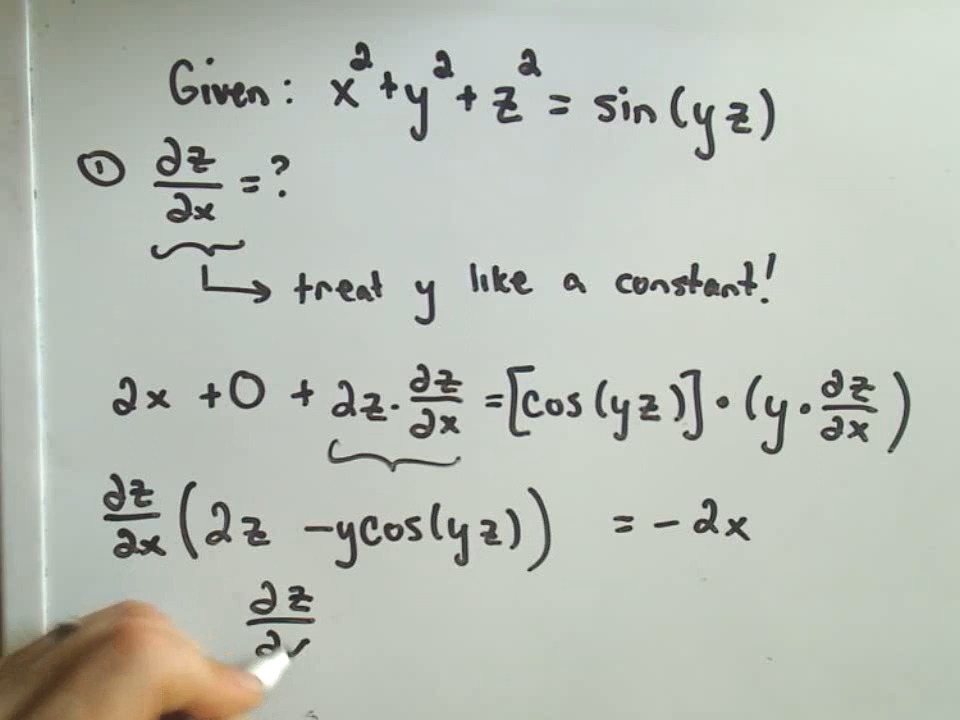 Given: x² + y² + z² = sin(yz)
① ∂z/∂x = ?
↳ treat y like a constant!
2x + 0 + 2z · ∂z/∂x = [cos(yz)] · (y · ∂z/∂x)
∂z/∂x (2z - ycos(yz)) = -2x
∂z/∂x